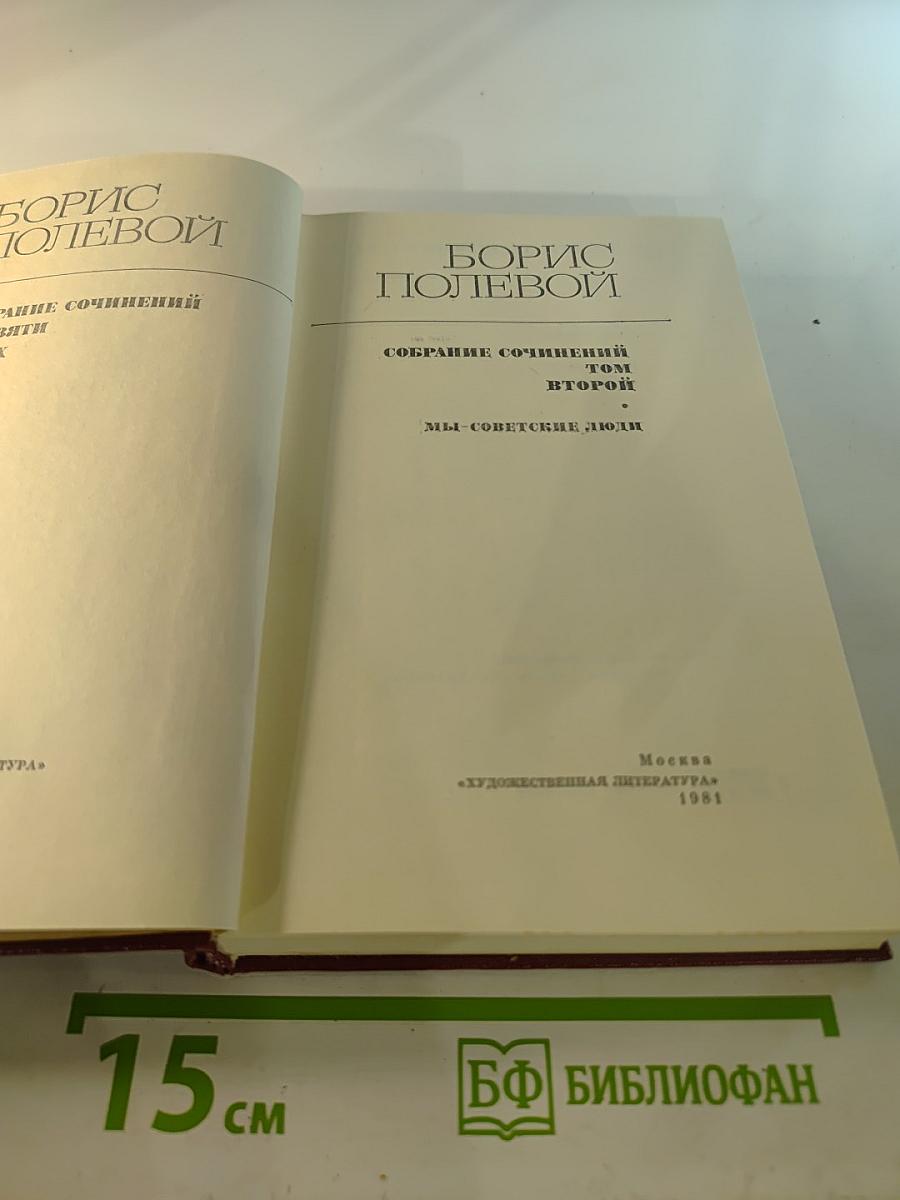 БОРИС
ПОЛЕВОЙ
РАНИЕ СОЧИНЕНИЙ
ВЯТИ
Х
ТУРА»
БОРИС
ПОЛЕВОЙ
СОБРАНИЕ СОЧИНЕНИЙ
ТОМ
ВТОРОЙ
МЫ-СОВЕТСКИЕ ЛЮДИ
Москва
«ХУДОЖЕСТВЕННАЯ ЛИТЕРАТУРА»
1981
15 см
БФ БИБЛИОФАН